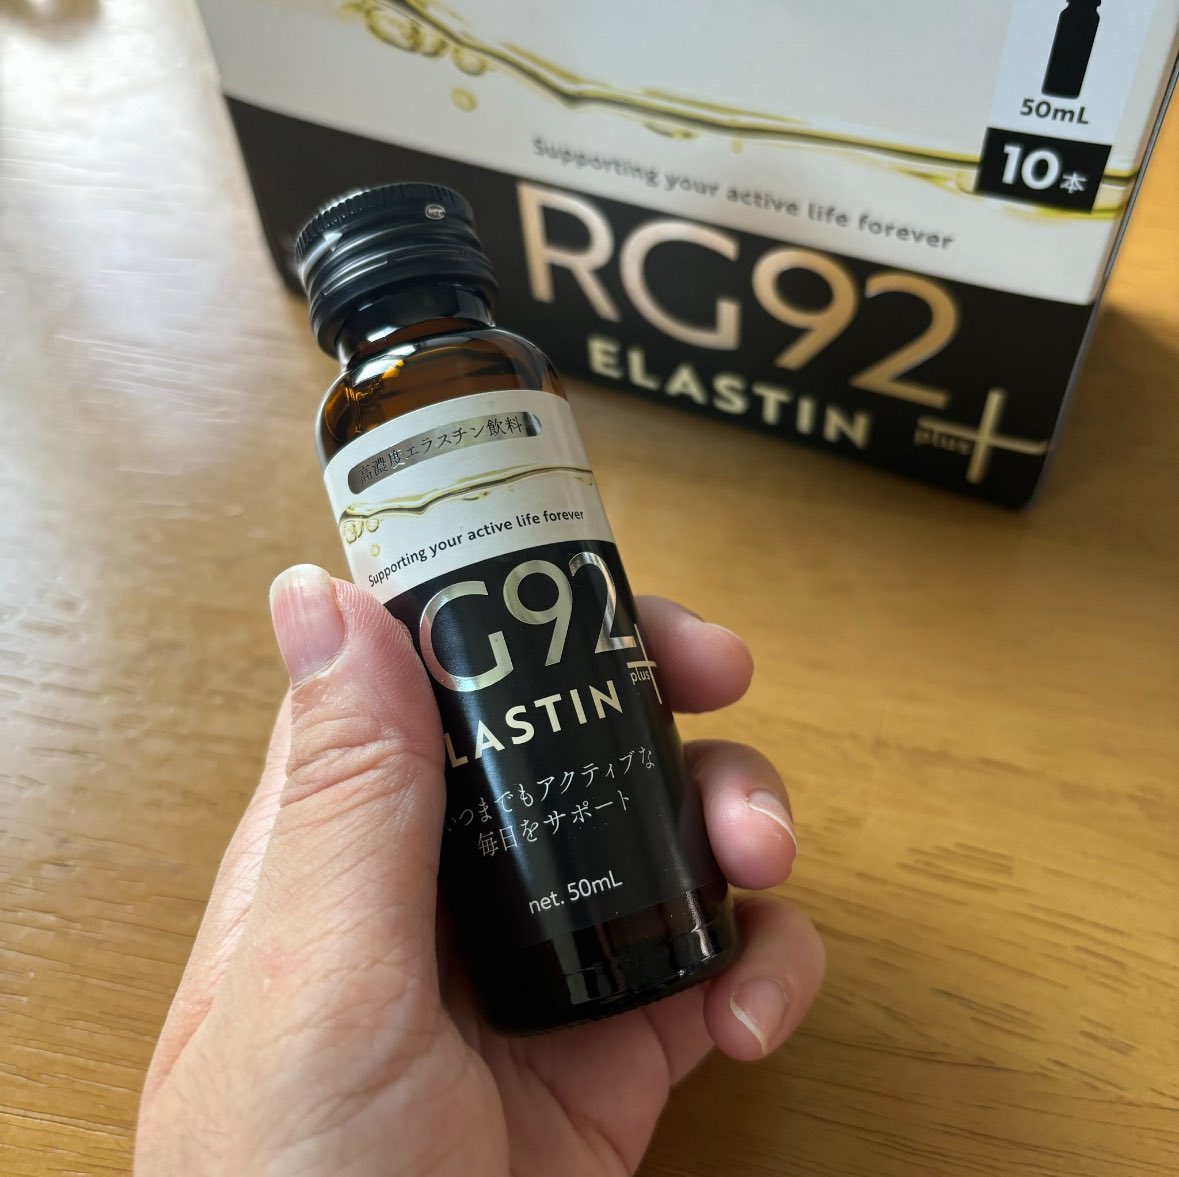 50mL
10本
Supporting your active life forever
RG92
ELASTIN
plus
高濃度エラスチン飲料
Supporting your active life forever
G92
plus
LASTIN
いつまでもアクティブな
毎日をサポート
net. 50mL